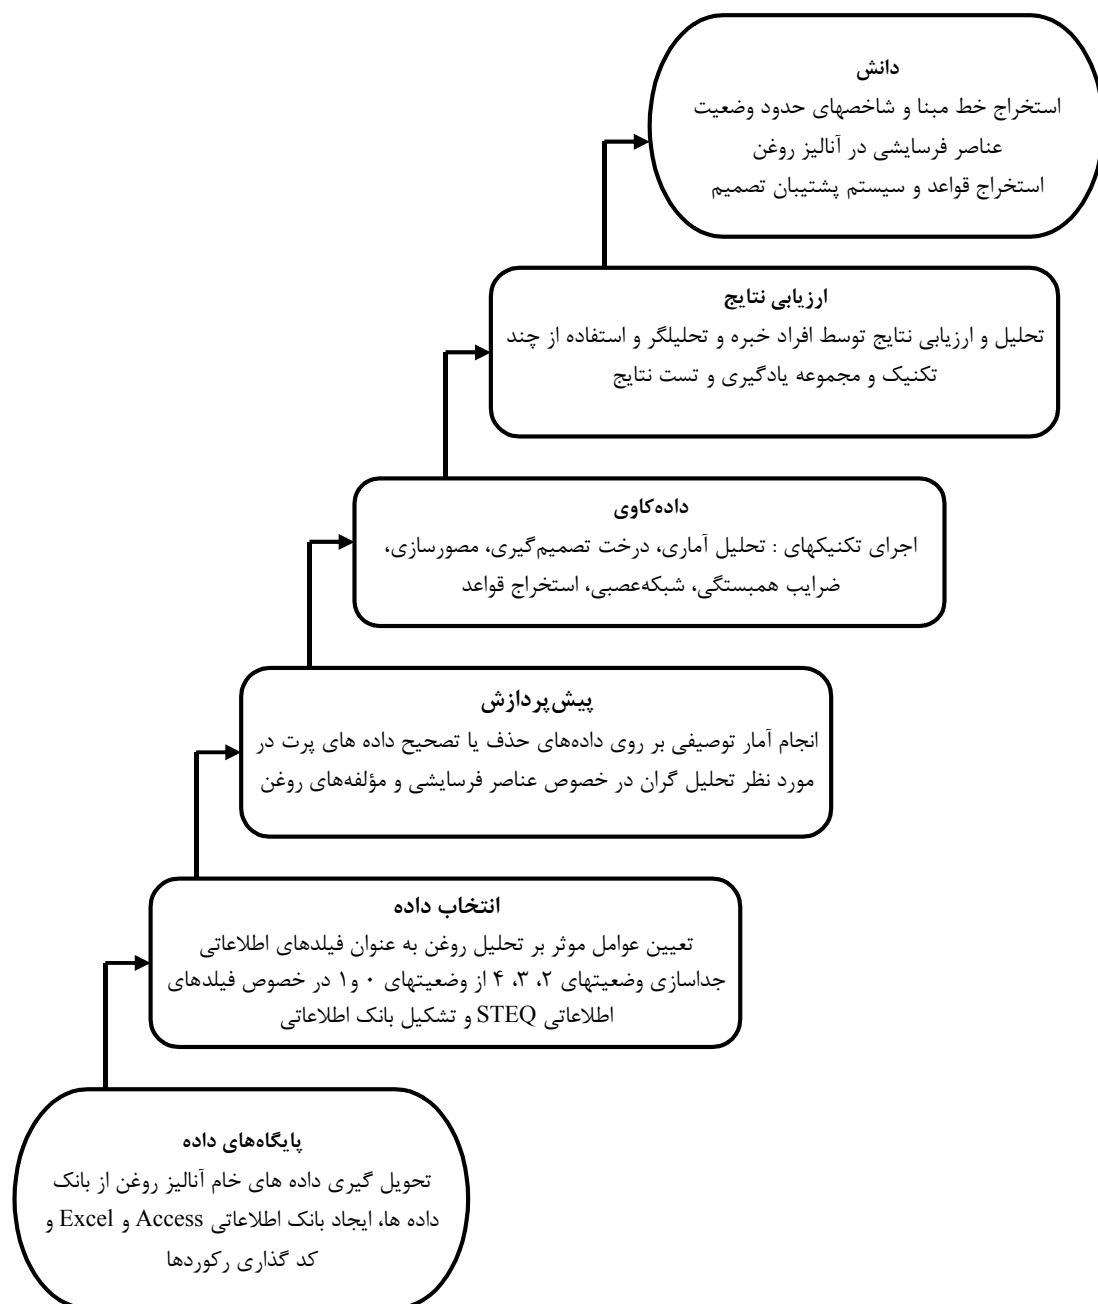 دانش
استخراج خط مبنا و شاخصهای حدود وضعیت
عناصر فرسایشی در آنالیز روغن
استخراج قواعد و سیستم پشتیبان تصمیم
ارزیابی نتایج
تحلیل و ارزیابی نتایج توسط افراد خبره و تحلیلگر و استفاده از چند
تکنیک و مجموعه یادگیری و تست نتایج
داده‌کاوی
اجرای تکنیکهای : تحلیل آماری، درخت تصمیم‌گیری، مصورسازی،
ضرایب همبستگی، شبکه‌عصبی، استخراج قواعد
پیش‌پردازش
انجام آمار توصیفی بر روی داده‌های حذف یا تصحیح داده های پرت در
مورد نظر تحلیل گران در خصوص عناصر فرسایشی و مؤلفه‌های روغن
انتخاب داده
تعیین عوامل موثر بر تحلیل روغن به عنوان فیلدهای اطلاعاتی
جداسازی وضعیتهای ۲، ۳، ۴ از وضعیتهای ۰ و۱ در خصوص فیلدهای
اطلاعاتی STEQ و تشکیل بانک اطلاعاتی
پایگاه‌های داده
تحویل گیری داده های خام آنالیز روغن از بانک
داده ها، ایجاد بانک اطلاعاتی Access و Excel و
کد گذاری رکوردها